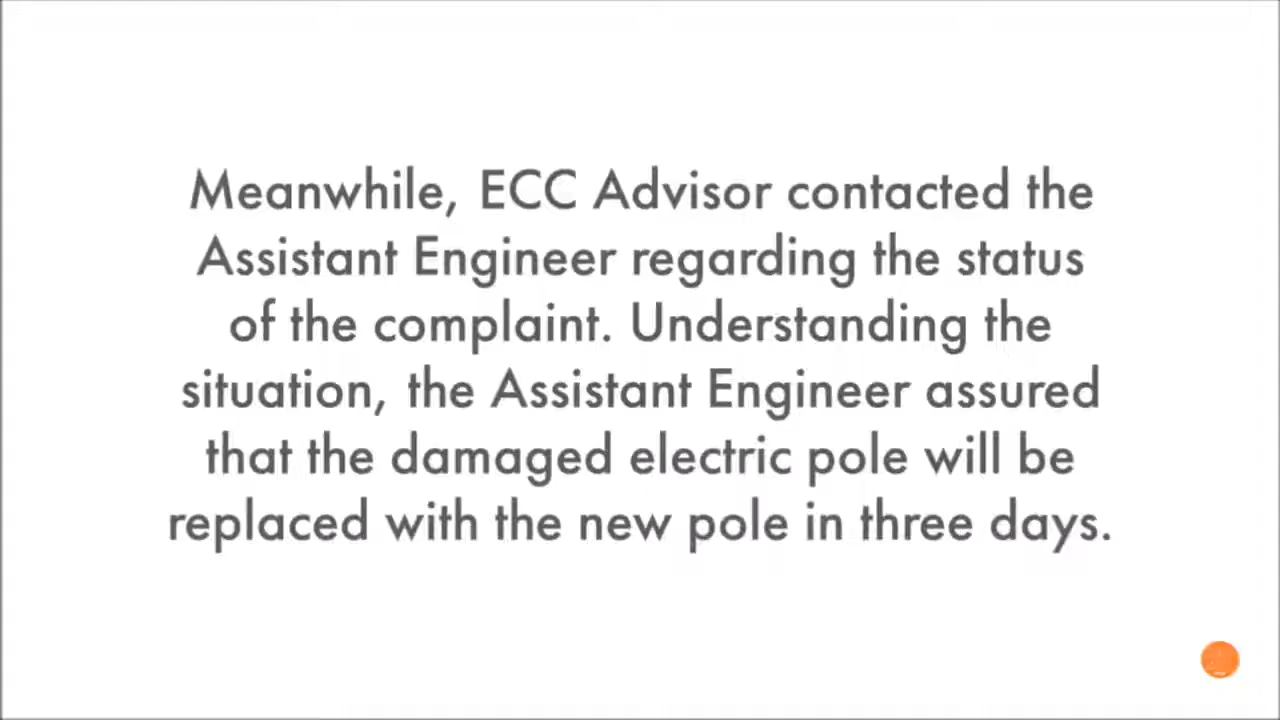 Meanwhile, ECC Advisor contacted the
Assistant Engineer regarding the status
of the complaint. Understanding the
situation, the Assistant Engineer assured
that the damaged electric pole will be
replaced with the new pole in three days.